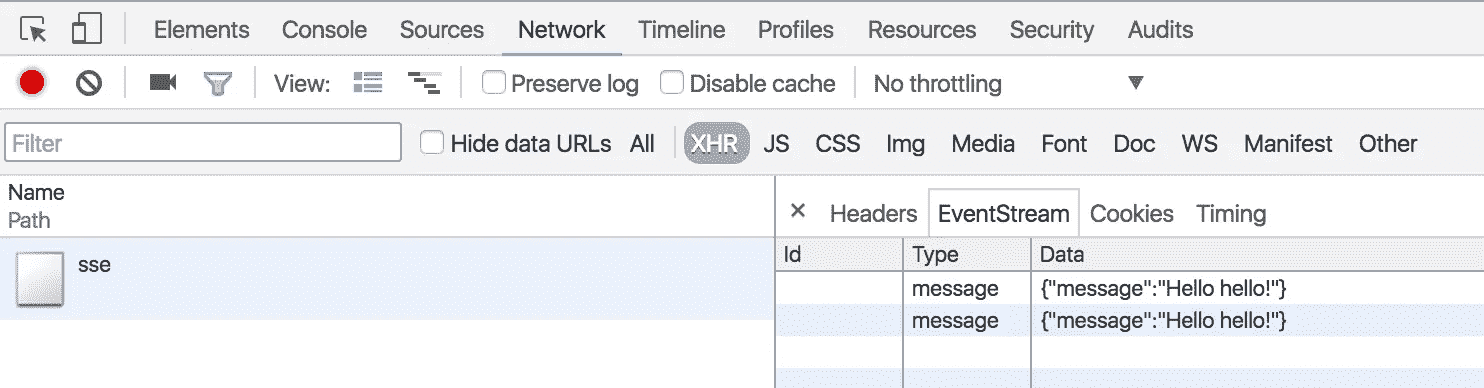 Elements Console Sources Network Timeline Profiles Resources Security Audits
View: Preserve log Disable cache No throttling
Filter Hide data URLs All XHR JS CSS Img Media Font Doc WS Manifest Other
Name
Path
sse
× Headers EventStream Cookies Timing
Id Type Data
message {"message":"Hello hello!"}
message {"message":"Hello hello!"}